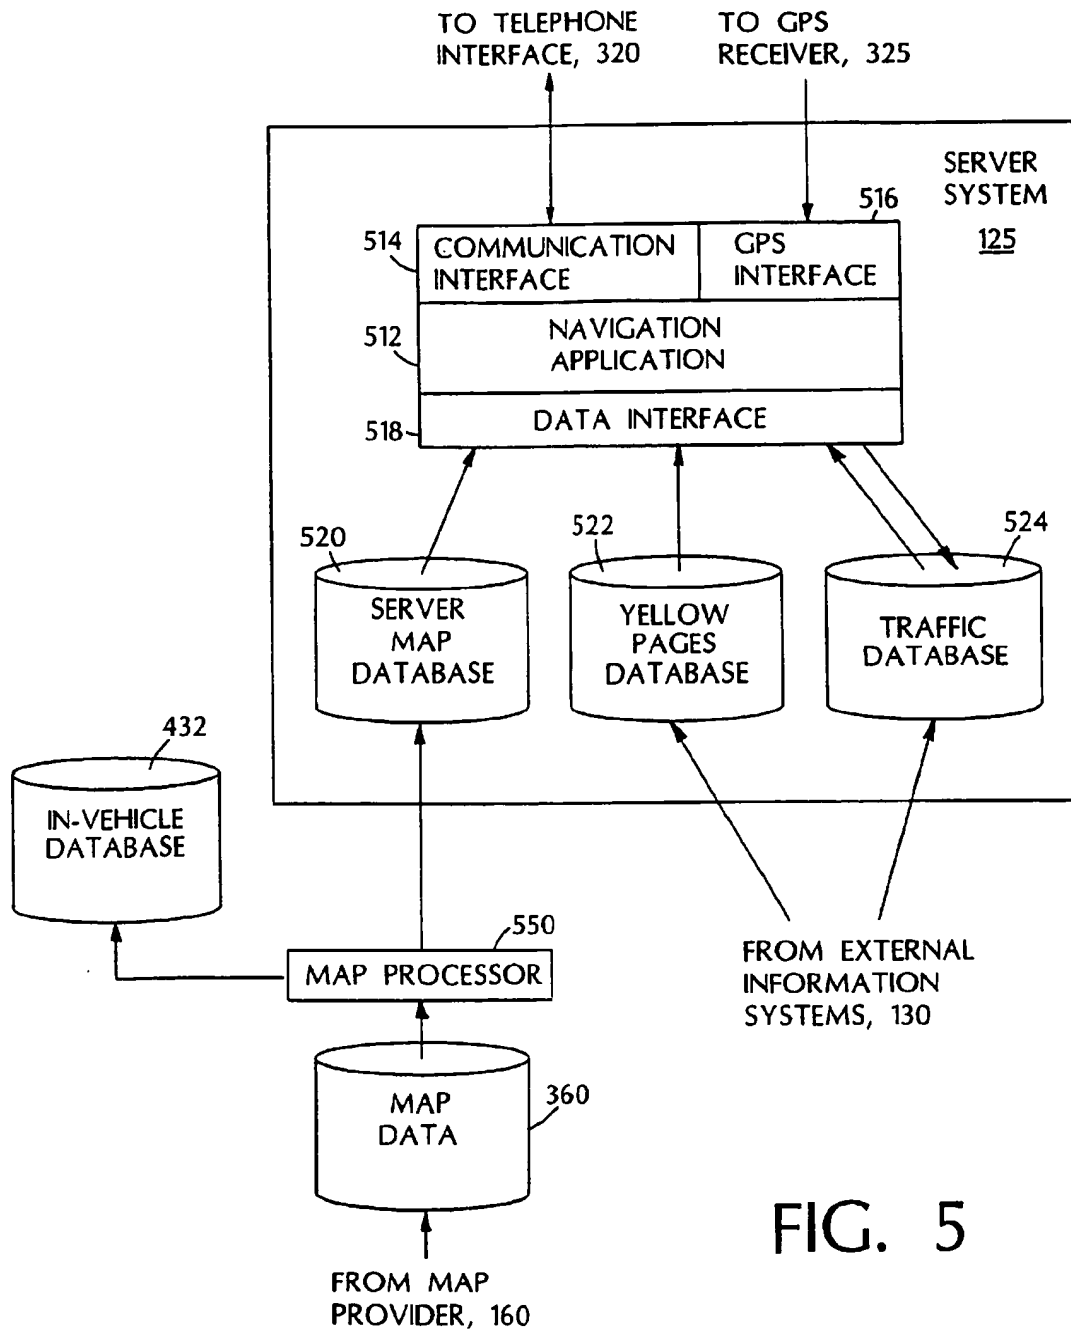 TO TELEPHONE
INTERFACE, 320
TO GPS
RECEIVER, 325
SERVER
SYSTEM
125
516
514
COMMUNICATION
INTERFACE
GPS
INTERFACE
512
NAVIGATION
APPLICATION
518
DATA INTERFACE
520
522
524
SERVER
MAP
DATABASE
YELLOW
PAGES
DATABASE
TRAFFIC
DATABASE
432
IN-VEHICLE
DATABASE
550
MAP PROCESSOR
FROM EXTERNAL
INFORMATION
SYSTEMS, 130
360
MAP
DATA
FROM MAP
PROVIDER, 160
FIG. 5